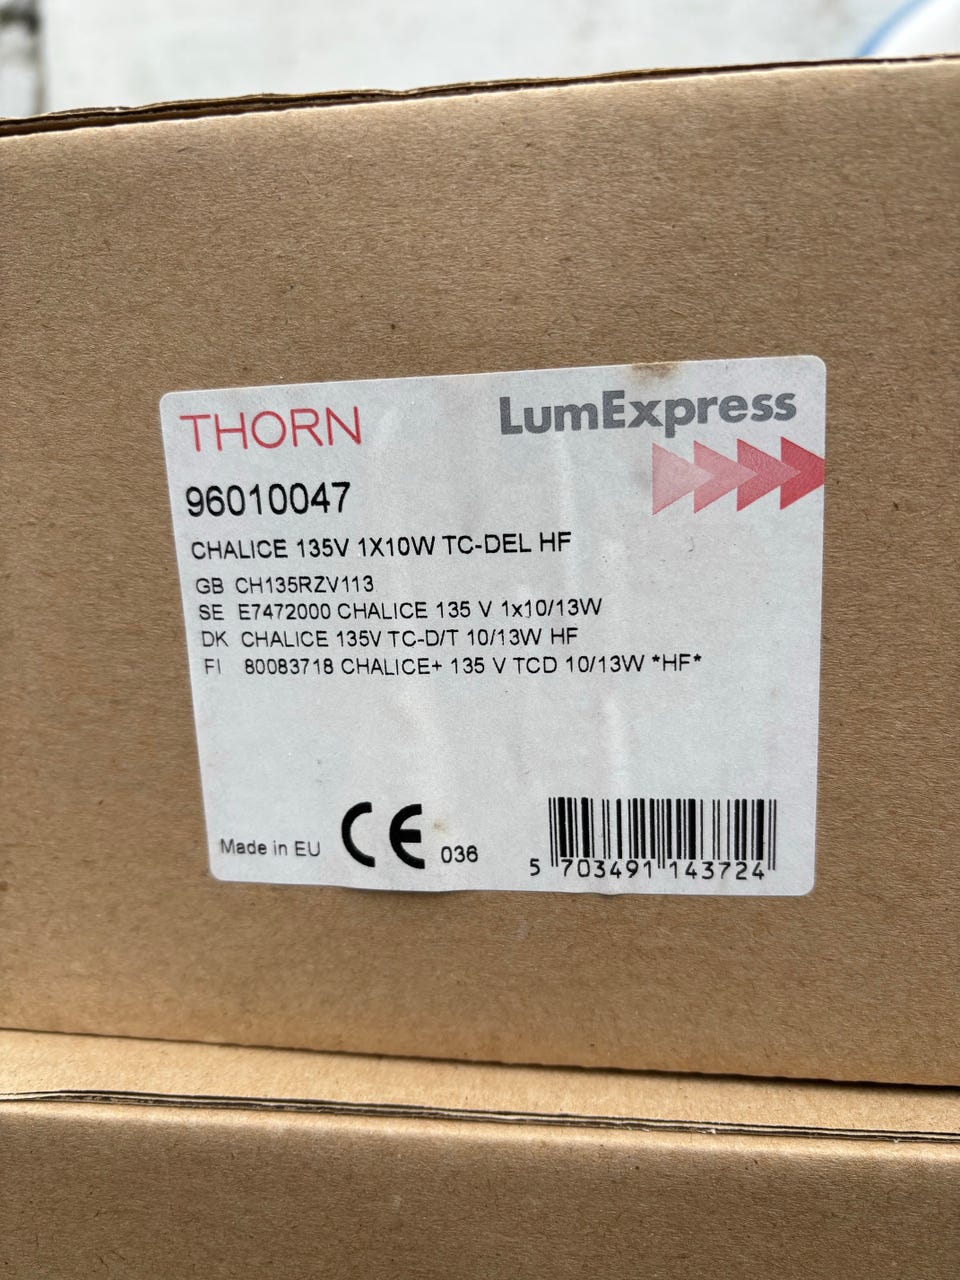 THORN
LumExpress
96010047
CHALICE 135V 1X10W TC-DEL HF
GB CH135RZV113
SE E7472000 CHALICE 135 V 1x10/13W
DK CHALICE 135V TC-D/T 10/13W HF
FI 80083718 CHALICE+ 135 V TCD 10/13W *HF*
Made in EU CE 036
5 703491 143724